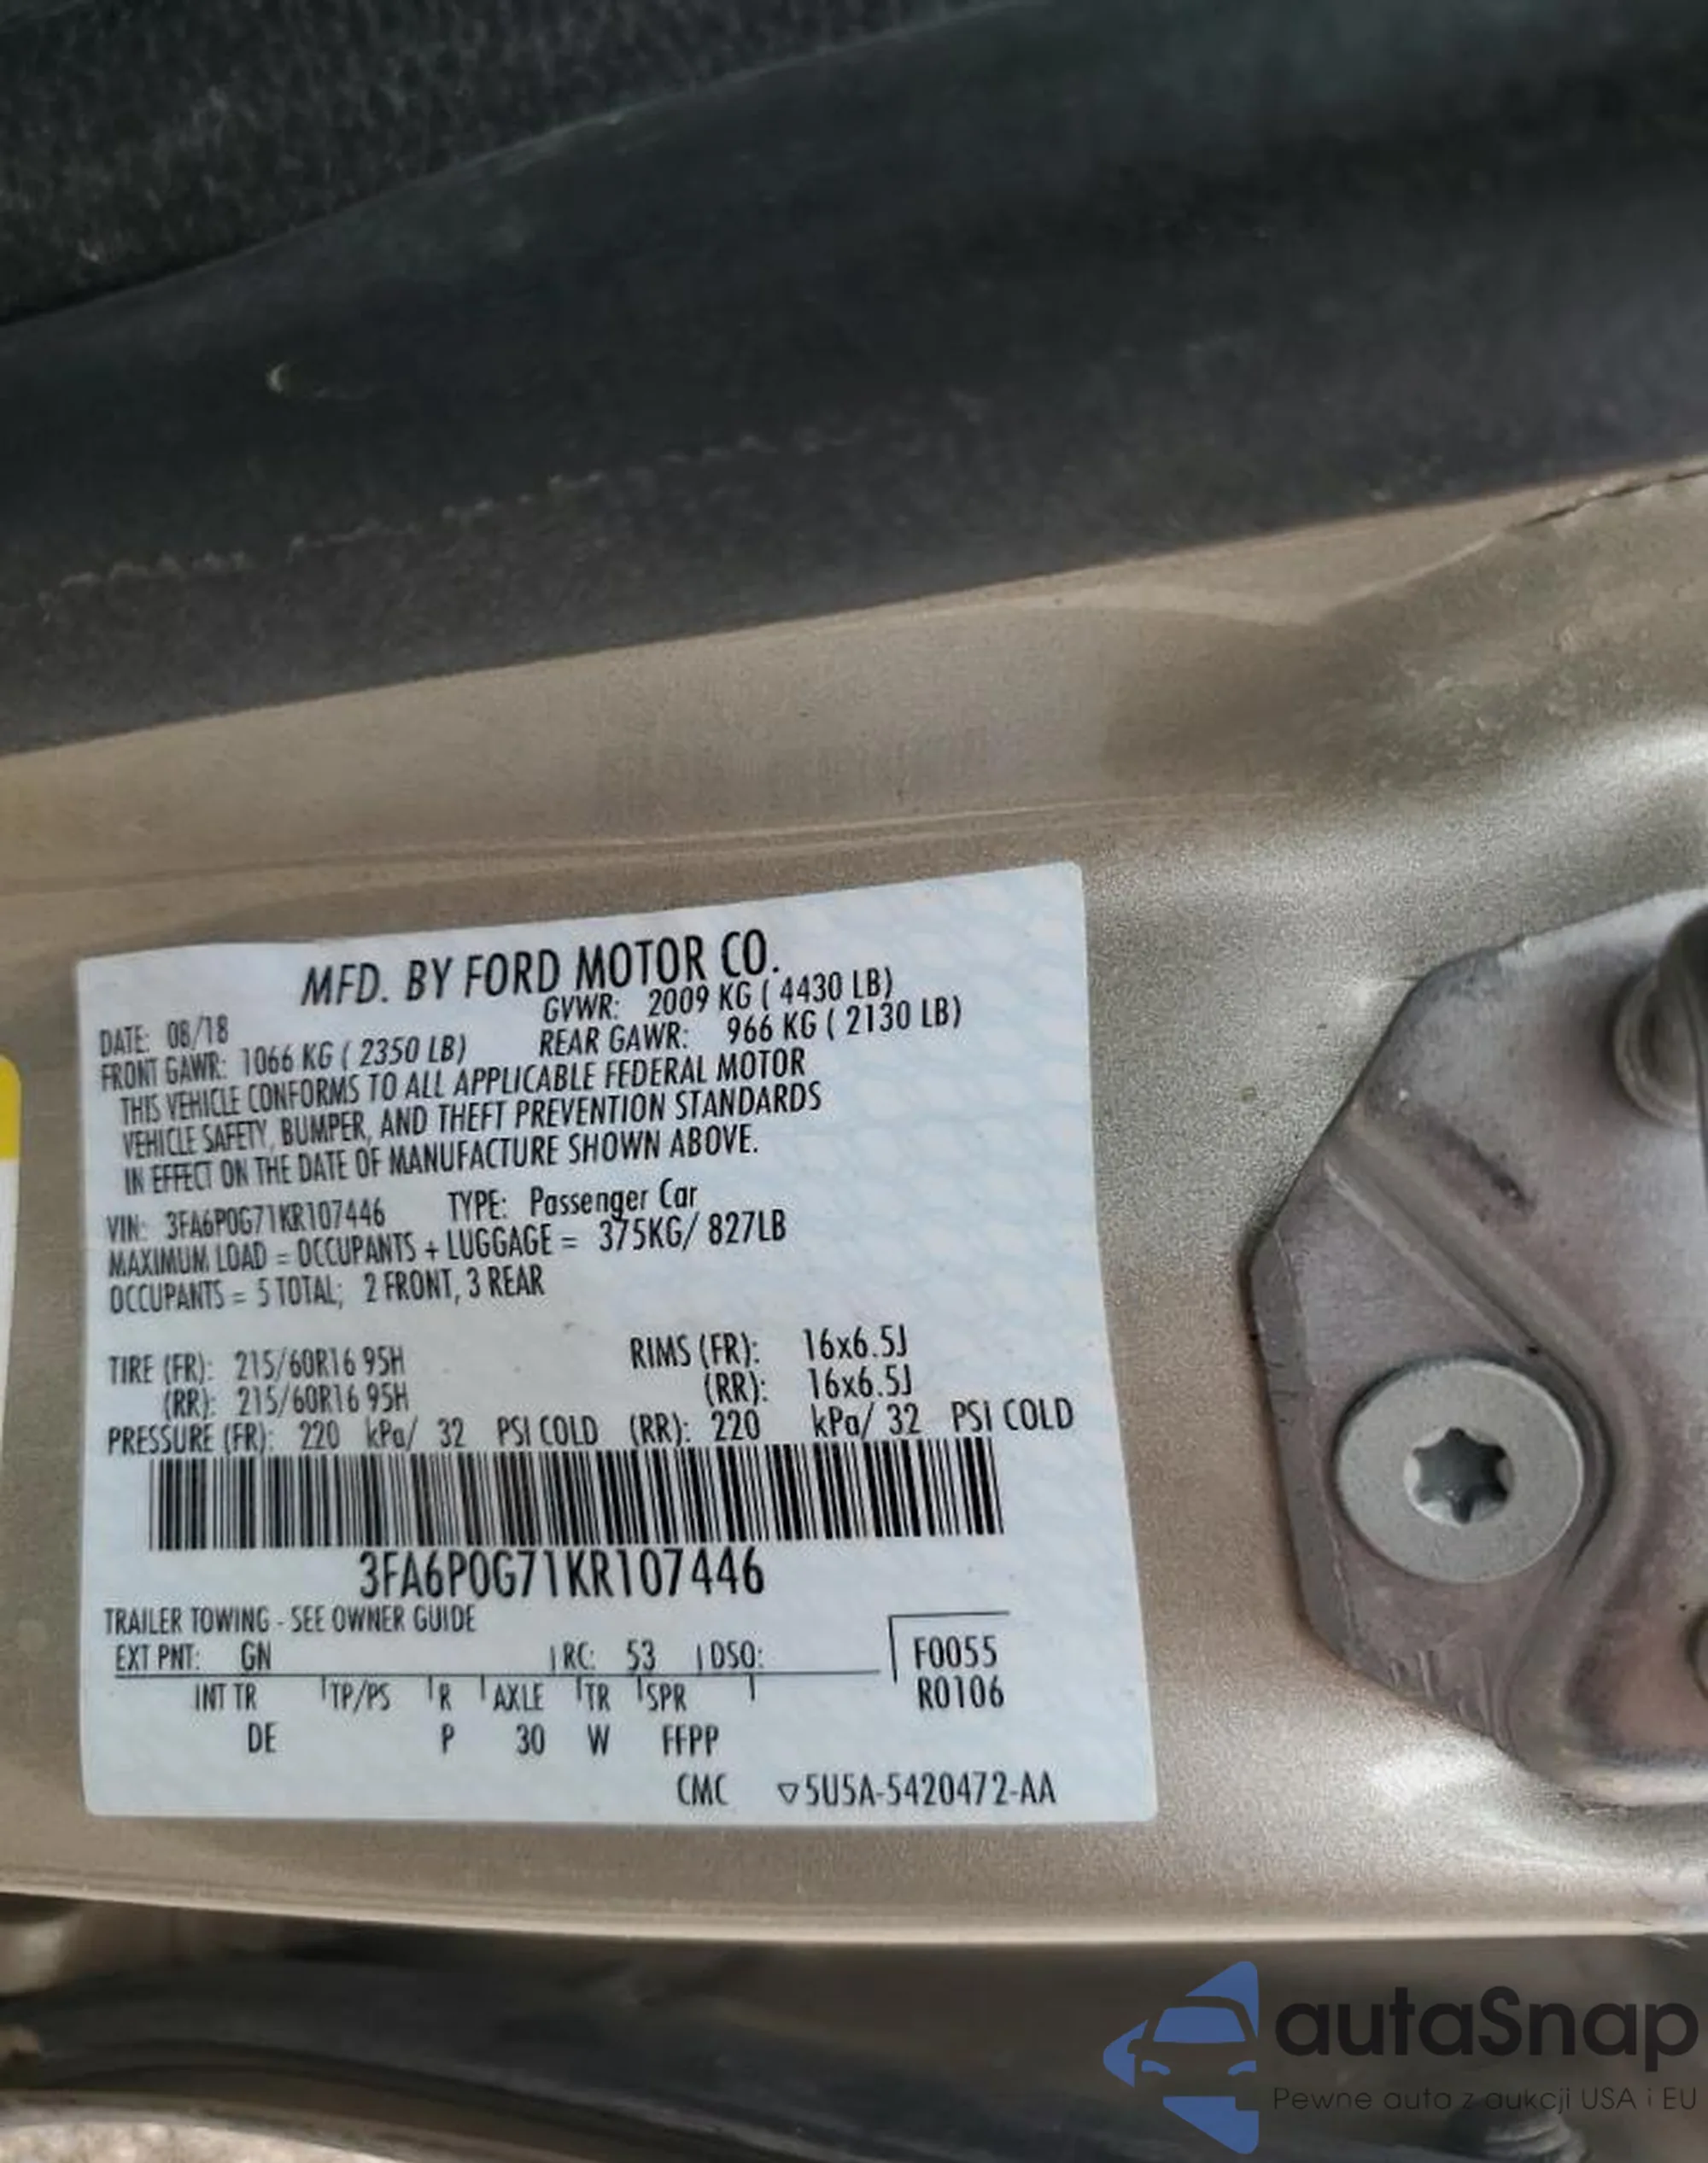 MFD. BY FORD MOTOR CO.
DATE: 08/18 GVWR: 2009 KG ( 4430 LB)
FRONT GAWR: 1066 KG ( 2350 LB) REAR GAWR: 966 KG ( 2130 LB)
THIS VEHICLE CONFORMS TO ALL APPLICABLE FEDERAL MOTOR
VEHICLE SAFETY, BUMPER, AND THEFT PREVENTION STANDARDS
IN EFFECT ON THE DATE OF MANUFACTURE SHOWN ABOVE.
VIN: 3FA6P0G71KR107446 TYPE: Passenger Car
MAXIMUM LOAD = OCCUPANTS + LUGGAGE = 375KG/ 827LB
OCCUPANTS = 5 TOTAL; 2 FRONT, 3 REAR
TIRE (FR): 215/60R16 95H RIMS (FR): 16x6.5J
(RR): 215/60R16 95H (RR): 16x6.5J
PRESSURE (FR): 220 kPa/ 32 PSI COLD (RR): 220 kPa/ 32 PSI COLD
3FA6P0G71KR107446
TRAILER TOWING - SEE OWNER GUIDE
EXT PNT: GN RC: 53 DSO: F0055
INT TR TP/PS R AXLE TR SPR R0106
DE P 30 W FFPP
CMC ▽5U5A-5420472-AA
autaSnap
Pewne auta z aukcji USA i EU